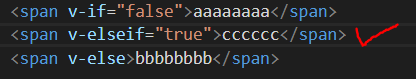 <span v-if="false">aaaaaaaa</span>
<span v-elseif="true">cccccc</span>
<span v-else>bbbbbbbb</span>